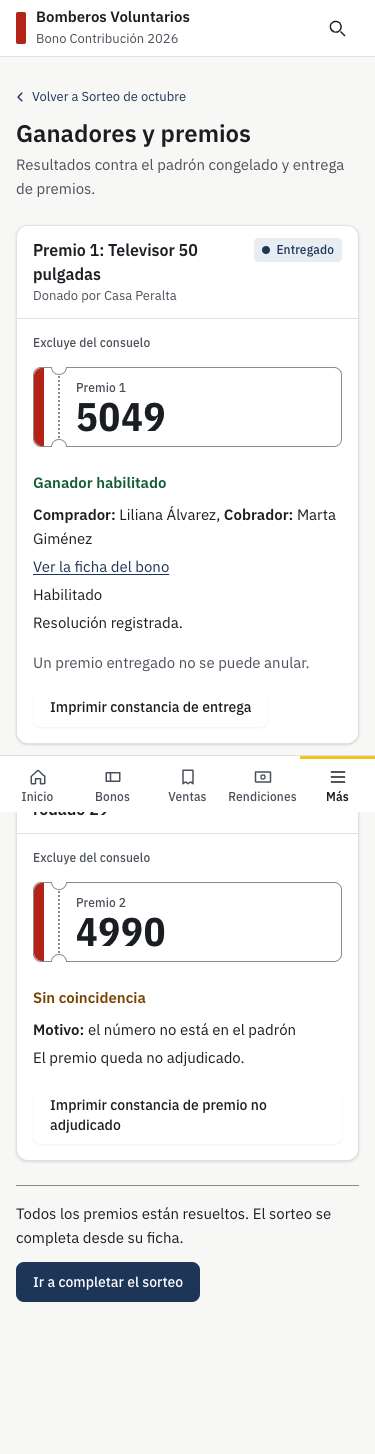 Bomberos Voluntarios
Bono Contribución 2026
Volver a Sorteo de octubre
Ganadores y premios
Resultados contra el padrón congelado y entrega
de premios.
Premio 1: Televisor 50
pulgadas
Entregado
Donado por Casa Peralta
Excluye del consuelo
Premio 1
5049
Ganador habilitado
Comprador: Liliana Álvarez, Cobrador: Marta
Giménez
Ver la ficha del bono
Habilitado
Resolución registrada.
Un premio entregado no se puede anular.
Imprimir constancia de entrega
Inicio
Bonos
Ventas
Rendiciones
Más
rodado 29
Excluye del consuelo
Premio 2
4990
Sin coincidencia
Motivo: el número no está en el padrón
El premio queda no adjudicado.
Imprimir constancia de premio no
adjudicado
Todos los premios están resueltos. El sorteo se
completa desde su ficha.
Ir a completar el sorteo